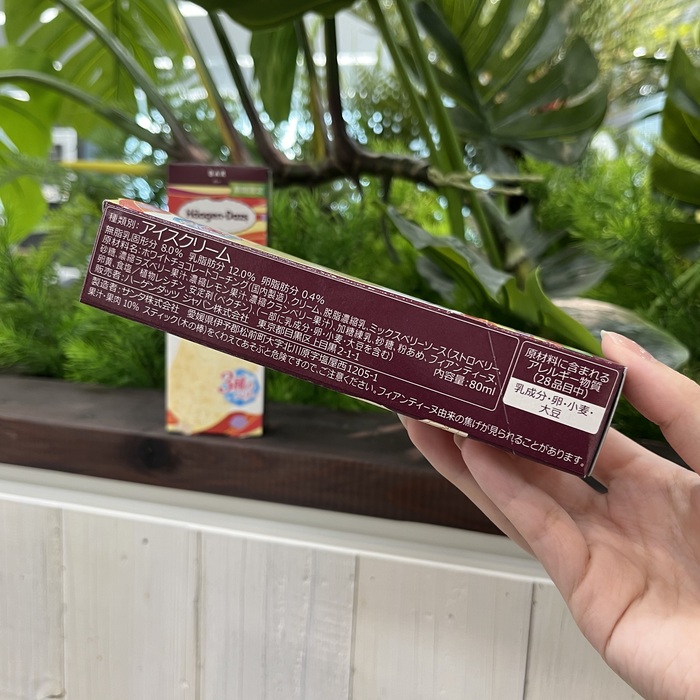 Häagen-Dazs
3種の
種類別：アイスクリーム
無脂乳固形分 8.0% 乳脂肪分 12.0% 卵脂肪分 0.4%
原材料名：ホワイトチョコレートコーチング（国内製造）、クリーム、脱脂濃縮乳、ミックスベリーソース（ストロベリー、
砂糖、濃縮ラズベリー果汁、濃縮レモン果汁、濃縮クランベリー果汁）、加糖練乳、砂糖、粉あめ、フィアンティーヌ、
卵黄、食塩／植物レシチン、安定剤（ペクチン）、（一部に乳成分・卵・小麦・大豆を含む）
販売者：ハーゲンダッツ ジャパン株式会社 東京都目黒区上目黒2-1-1 内容量：80ml
製造者：テンフ株式会社 愛媛県伊予郡松前町大字北川原字塩屋西1205-1
果汁・果肉 10% スティック(木の棒)をくわえてあそぶと危険ですので、ご注意ください。フィアンティーヌ由来の焦げが見られることがあります。
原材料に含まれる
アレルギー物質
(28品目中)
乳成分・卵・小麦・
大豆